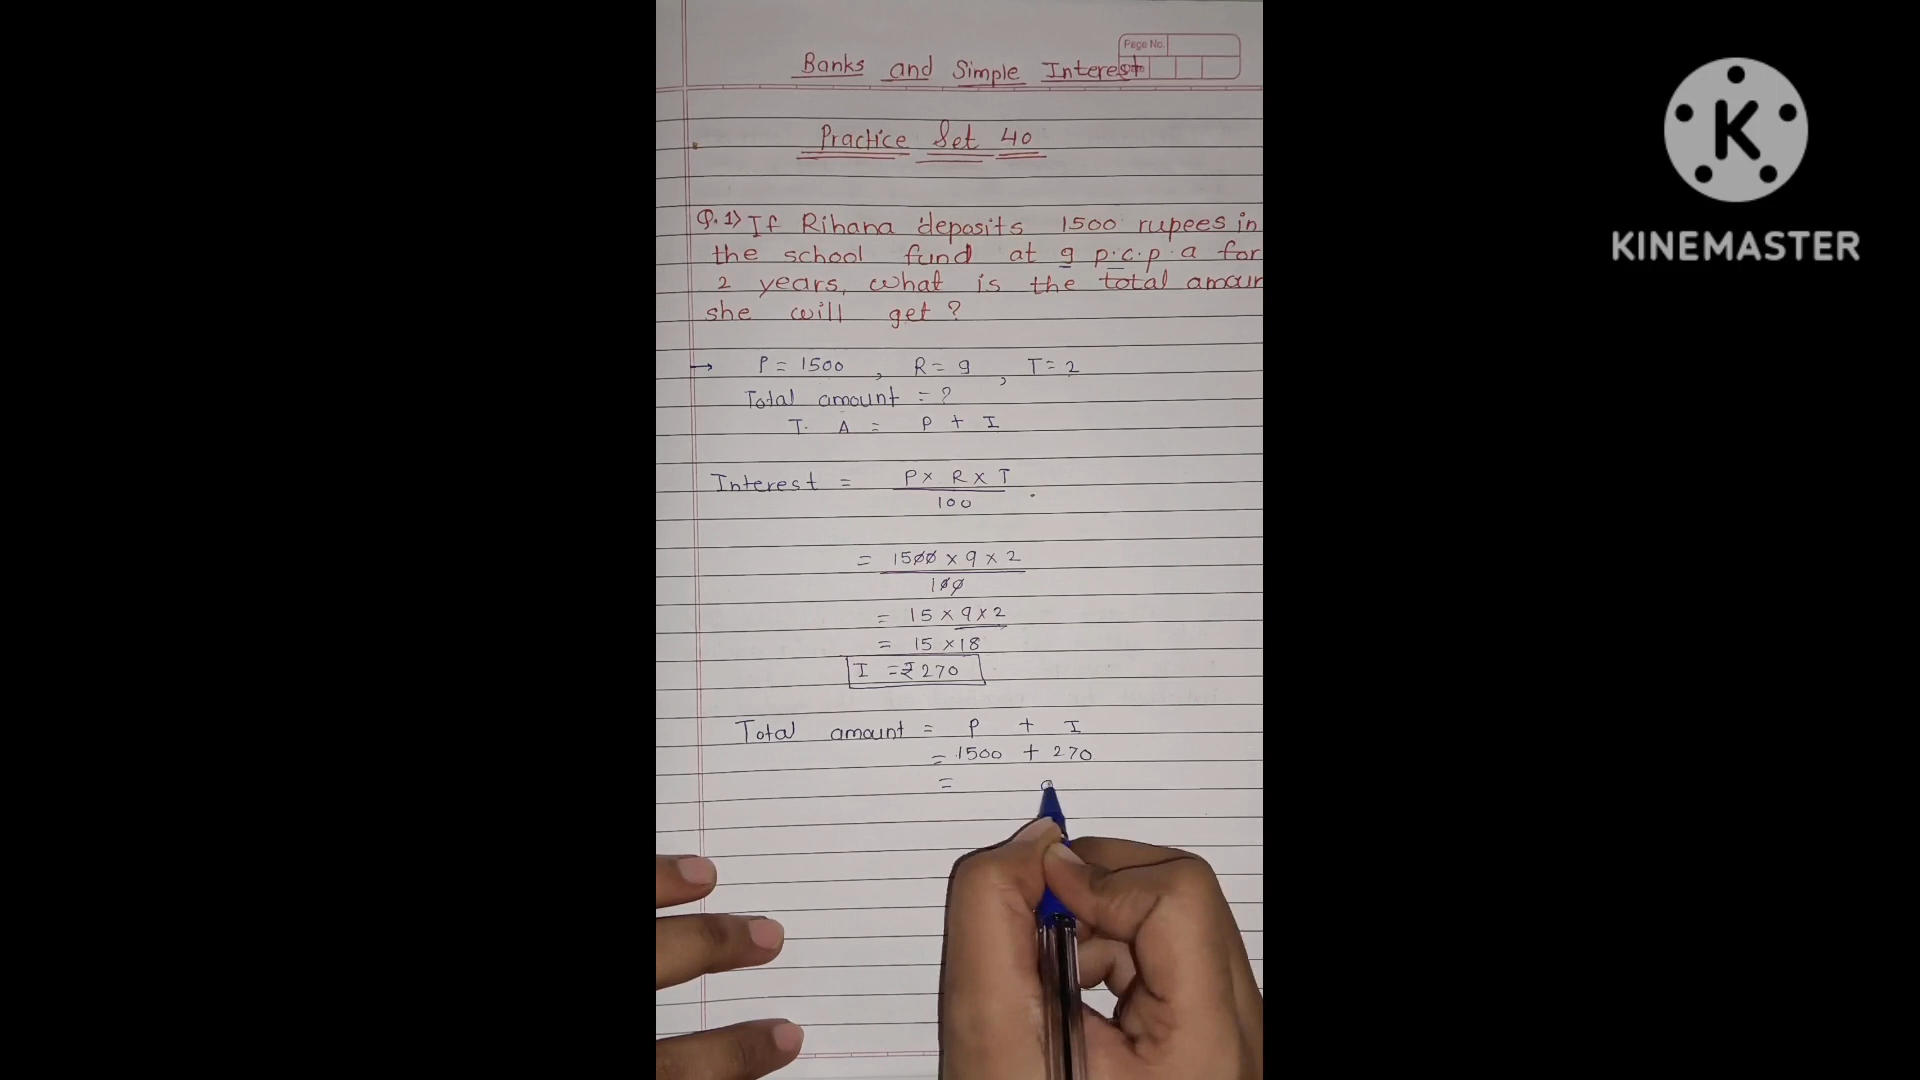 Page No.
Banks and Simple Interest
Practice Set 40
Q.1) If Rihana deposits 1500 rupees in
the school fund at 9 p.c.p.a for
2 years, what is the total amoun
she will get ?
→ P = 1500 , R = 9 , T = 2
Total amount = ?
T. A = P + I
Interest = P × R × T
100
= 1500 × 9 × 2
100
= 15 × 9 × 2
= 15 × 18
I = ₹ 270
Total amount = P + I
= 1500 + 270
= 0
K
KINEMASTER